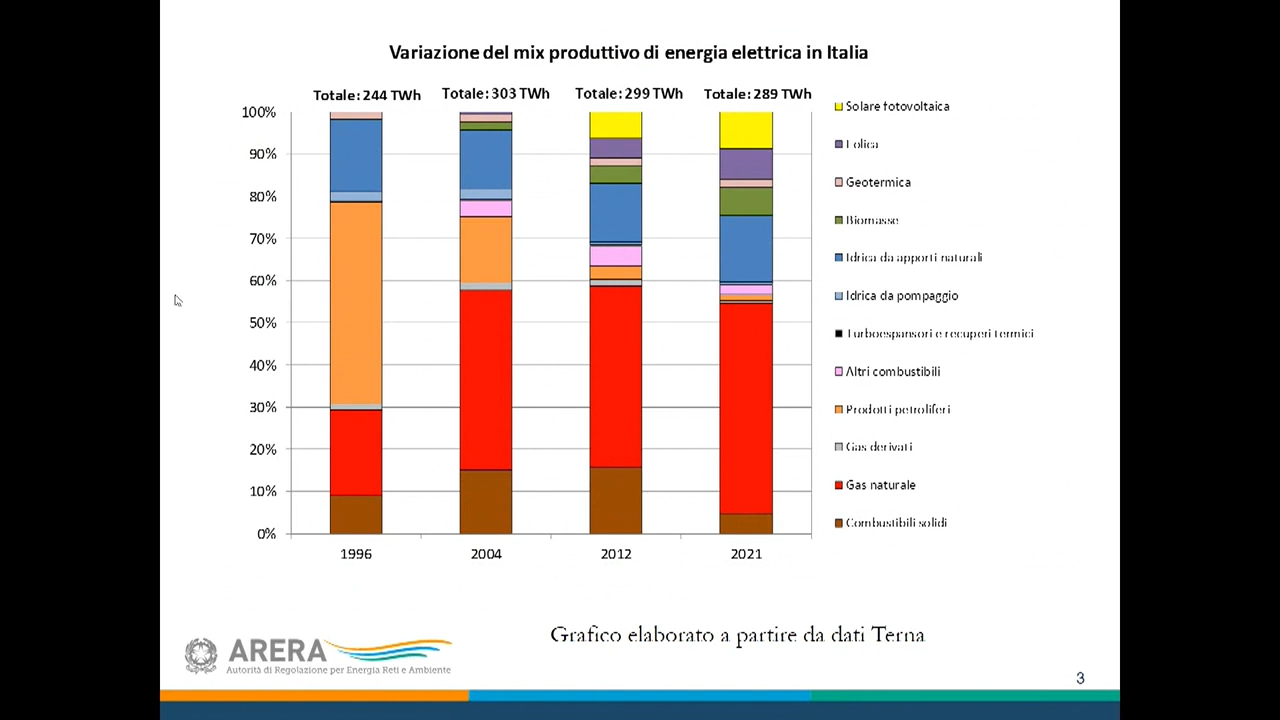 Variazione del mix produttivo di energia elettrica in Italia
Totale: 244 TWh
Totale: 303 TWh
Totale: 299 TWh
Totale: 289 TWh
100%
90%
80%
70%
60%
50%
40%
30%
20%
10%
0%
1996
2004
2012
2021
Solare fotovoltaica
Eolica
Geotermica
Biomasse
Idrica da apporti naturali
Idrica da pompaggio
Turboespansori e recuperi termici
Altri combustibili
Prodotti petroliferi
Gas derivati
Gas naturale
Combustibili solidi
Grafico elaborato a partire da dati Terna
ARERA
Autorità di Regolazione per Energia Reti e Ambiente
3